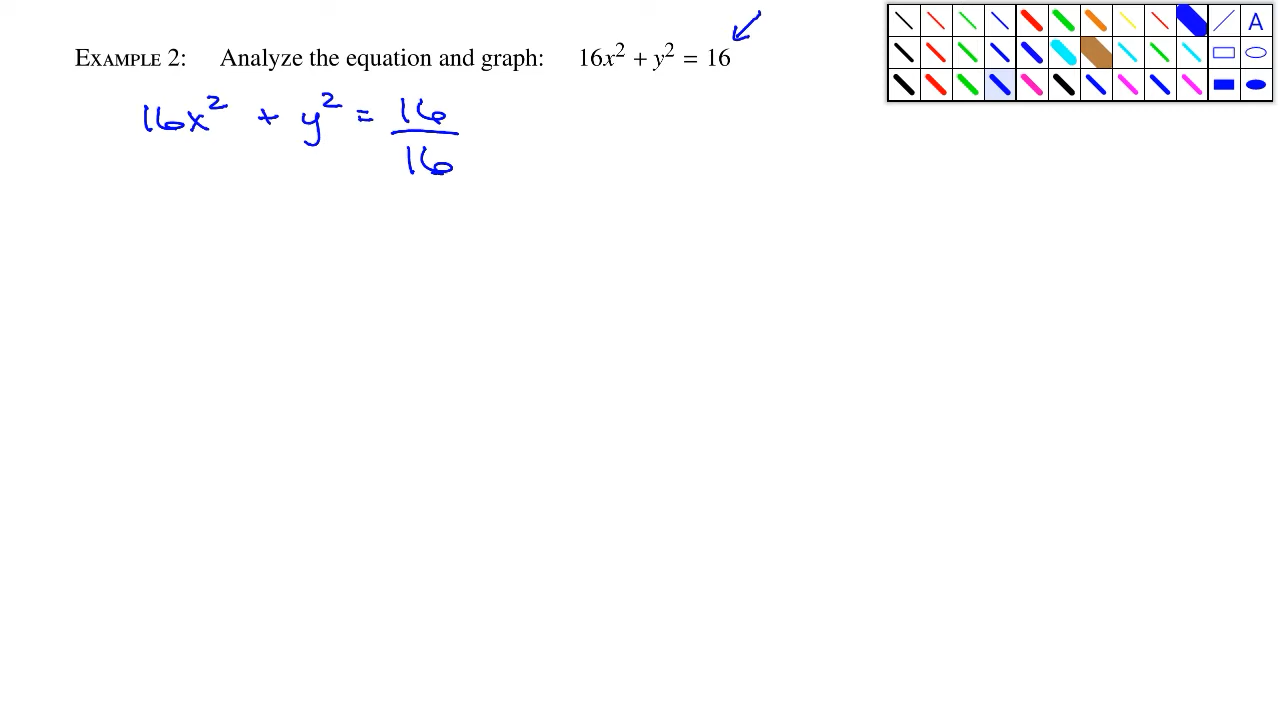 EXAMPLE 2: Analyze the equation and graph: 16x² + y² = 16
16x² + y² = 16/16
A